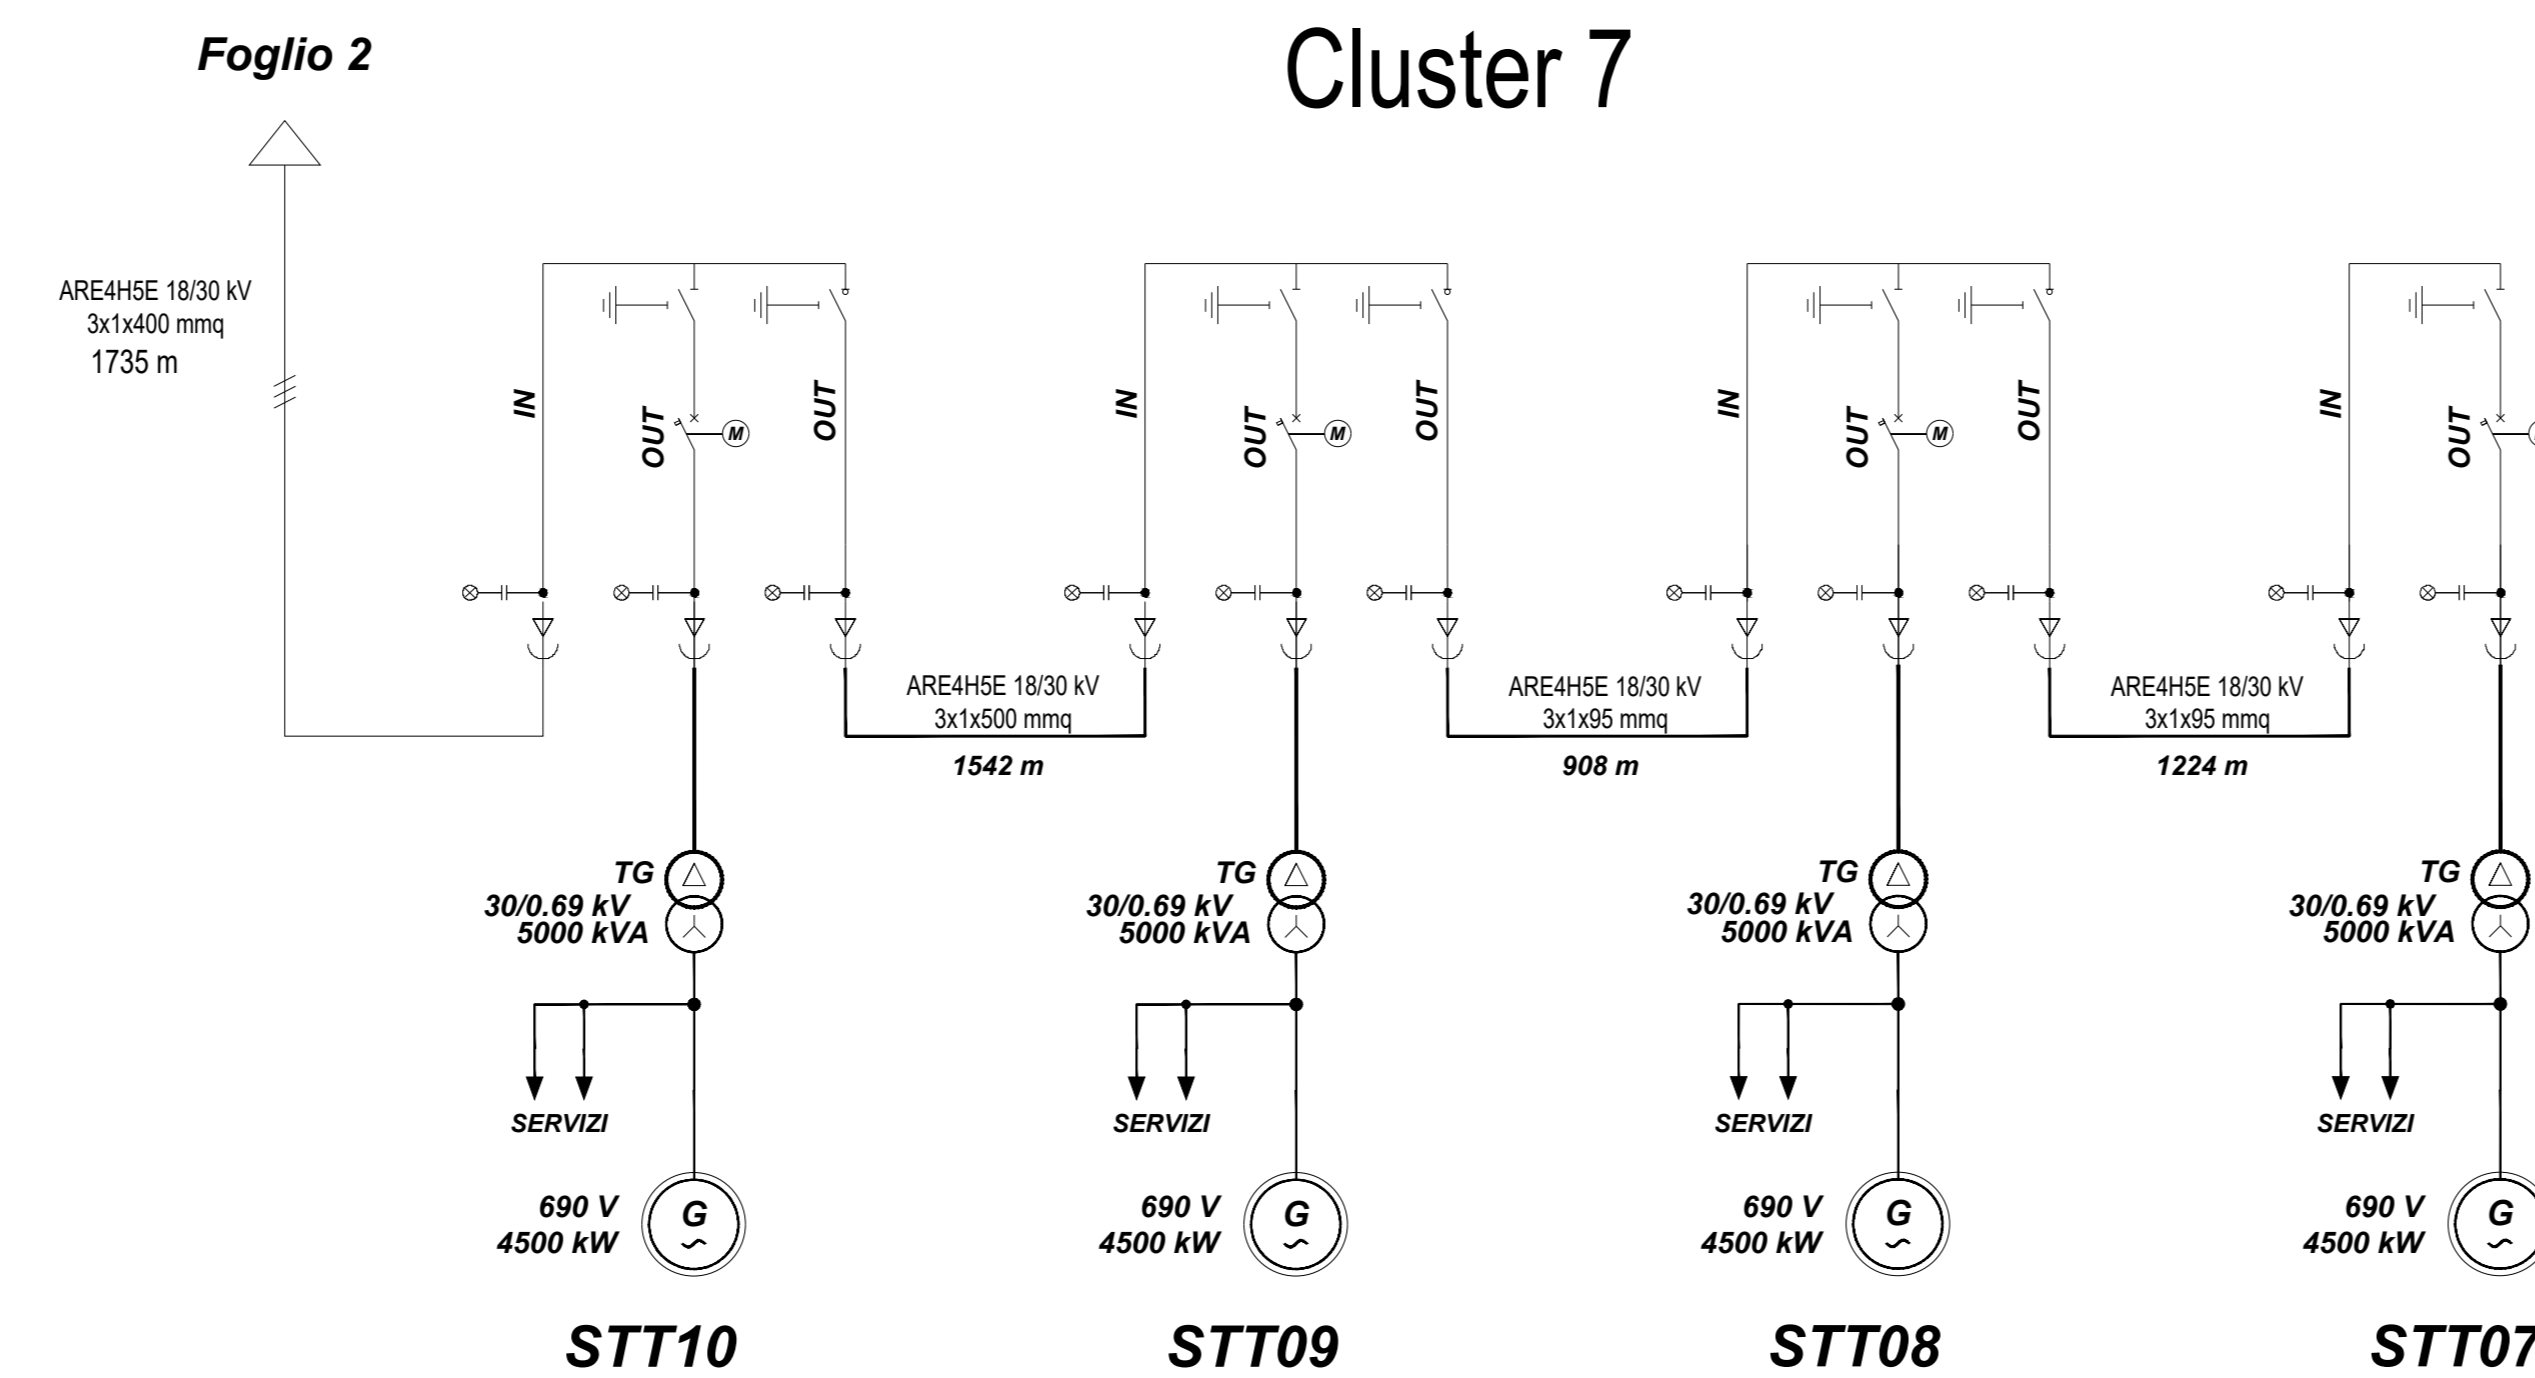 Foglio 2
Cluster 7
ARE4H5E 18/30 kV
3x1x400 mmq
1735 m
IN
OUT
M
OUT
IN
OUT
M
OUT
IN
OUT
M
OUT
IN
OUT
ARE4H5E 18/30 kV
3x1x500 mmq
1542 m
ARE4H5E 18/30 kV
3x1x95 mmq
908 m
ARE4H5E 18/30 kV
3x1x95 mmq
1224 m
TG
30/0.69 kV
5000 kVA
TG
30/0.69 kV
5000 kVA
TG
30/0.69 kV
5000 kVA
TG
30/0.69 kV
5000 kVA
SERVIZI
SERVIZI
SERVIZI
SERVIZI
690 V
4500 kW
G
690 V
4500 kW
G
690 V
4500 kW
G
690 V
4500 kW
G
STT10
STT09
STT08
STT07